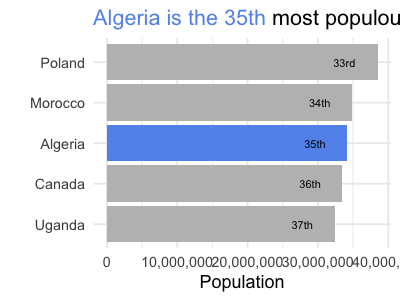 Algeria is the 35th most populou
Poland 33rd
Morocco 34th
Algeria 35th
Canada 36th
Uganda 37th
0 10,000,000 20,000,000 30,000,000 40,000,
Population